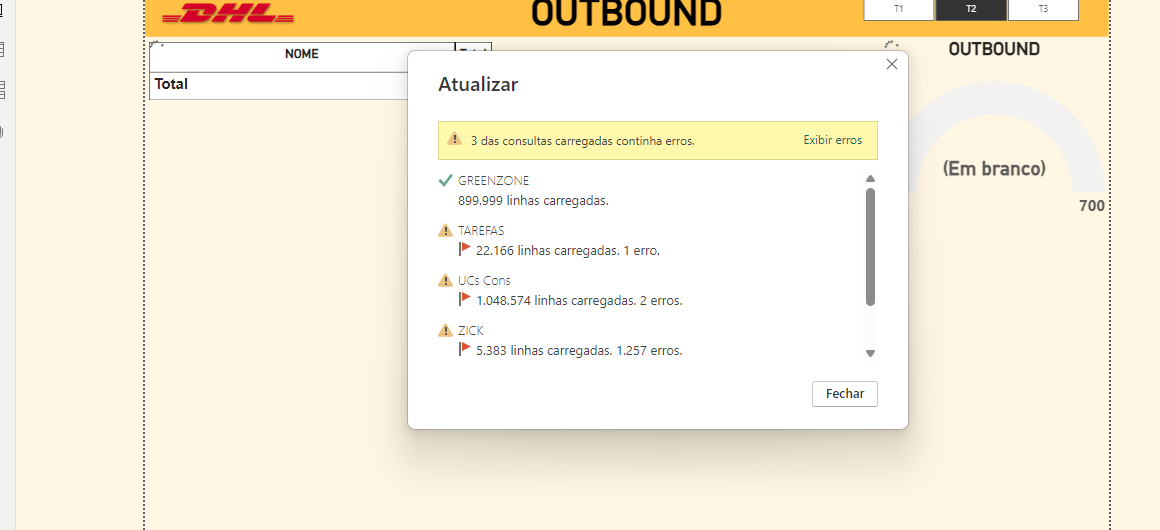 DHL
OUTBOUND
T1
T2
T3
NOME
Total
OUTBOUND
(Em branco)
700
Atualizar
3 das consultas carregadas continha erros.
Exibir erros
GREENZONE
899.999 linhas carregadas.
TAREFAS
22.166 linhas carregadas. 1 erro.
UCs Cons
1.048.574 linhas carregadas. 2 erros.
ZICK
5.383 linhas carregadas. 1.257 erros.
Fechar